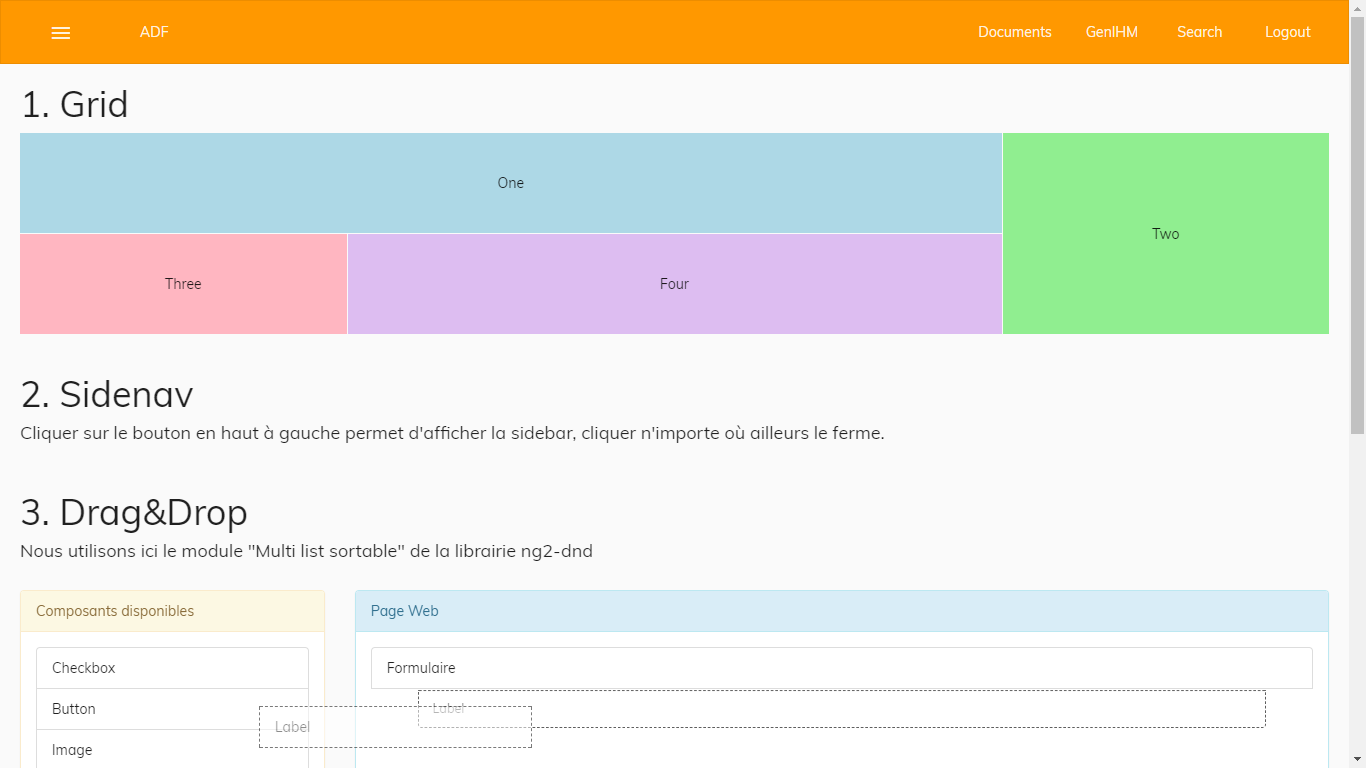 ADF
Documents GenIHM Search Logout
1. Grid
One
Two
Three
Four
2. Sidenav
Cliquer sur le bouton en haut à gauche permet d'afficher la sidebar, cliquer n'importe où ailleurs le ferme.
3. Drag&Drop
Nous utilisons ici le module "Multi list sortable" de la librairie ng2-dnd
Composants disponibles
Checkbox
Button
Image
Label
Page Web
Formulaire
Label